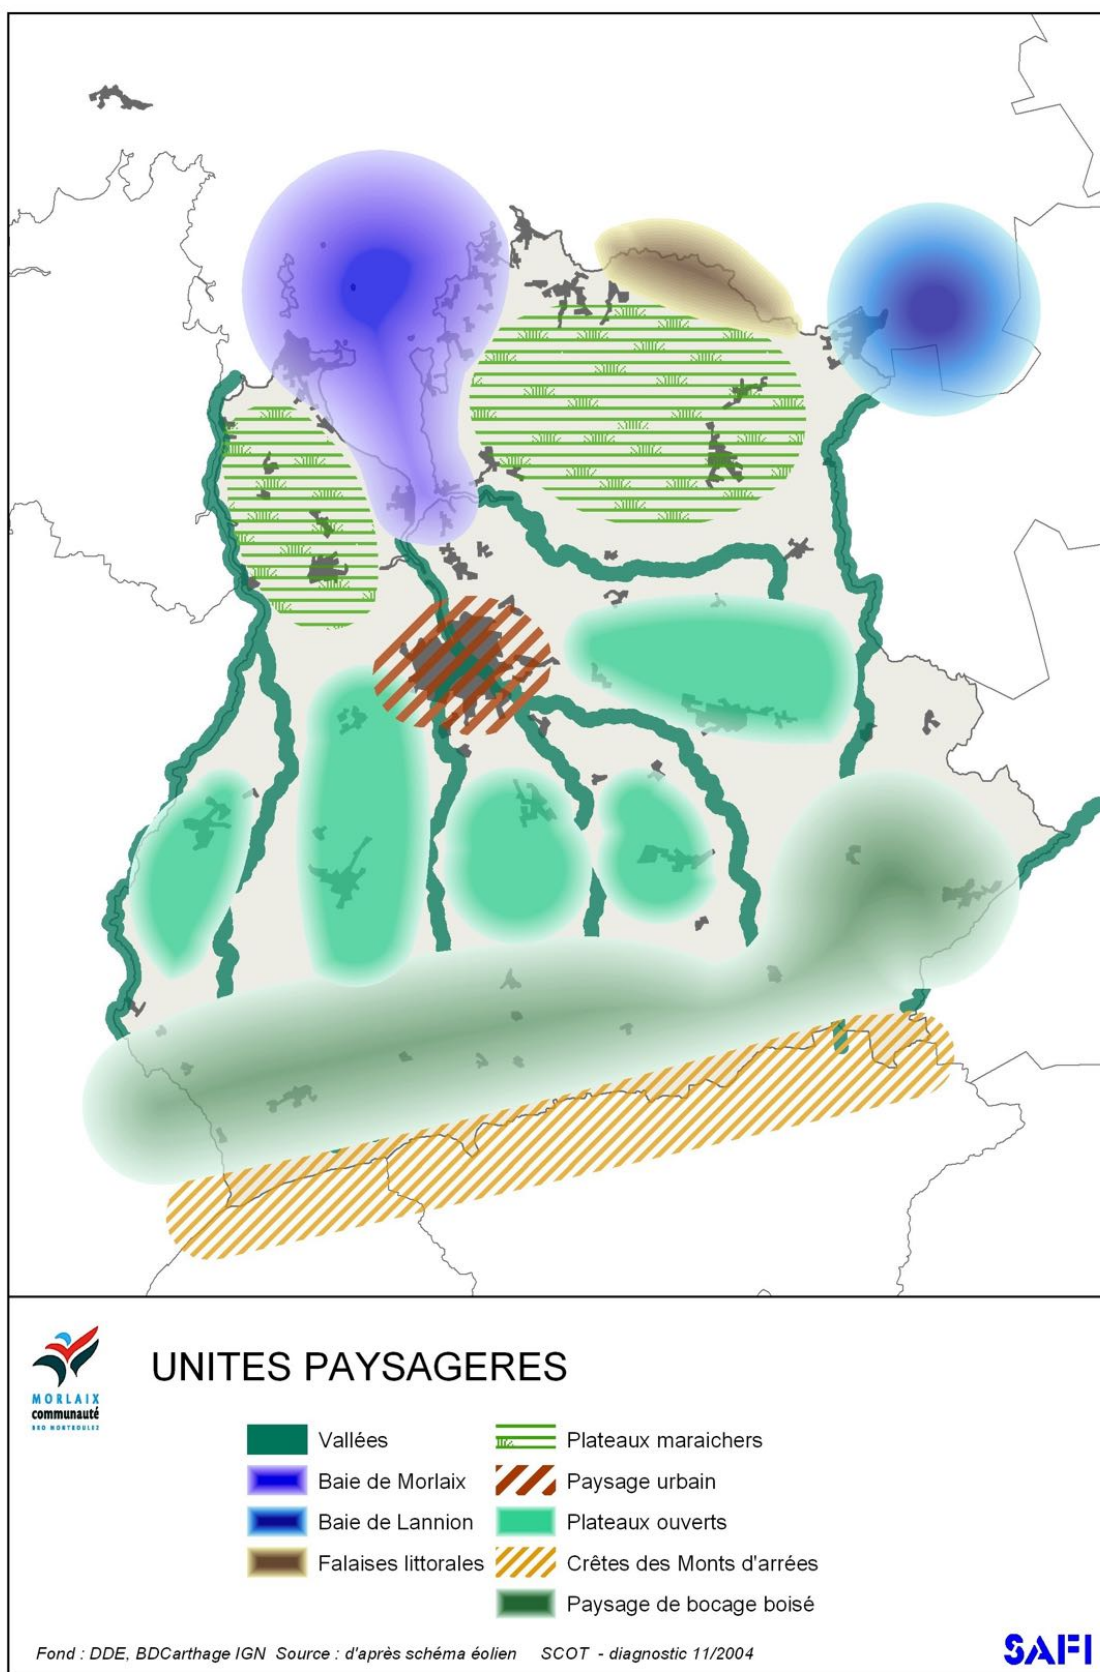 UNITES PAYSAGERES
MORLAIX
communauté
BRO MONTROULEZ
Vallées
Baie de Morlaix
Baie de Lannion
Falaises littorales
Plateaux maraichers
Paysage urbain
Plateaux ouverts
Crêtes des Monts d'arrées
Paysage de bocage boisé
Fond : DDE, BDCarthage IGN Source : d'après schéma éolien SCOT - diagnostic 11/2004
SAFI